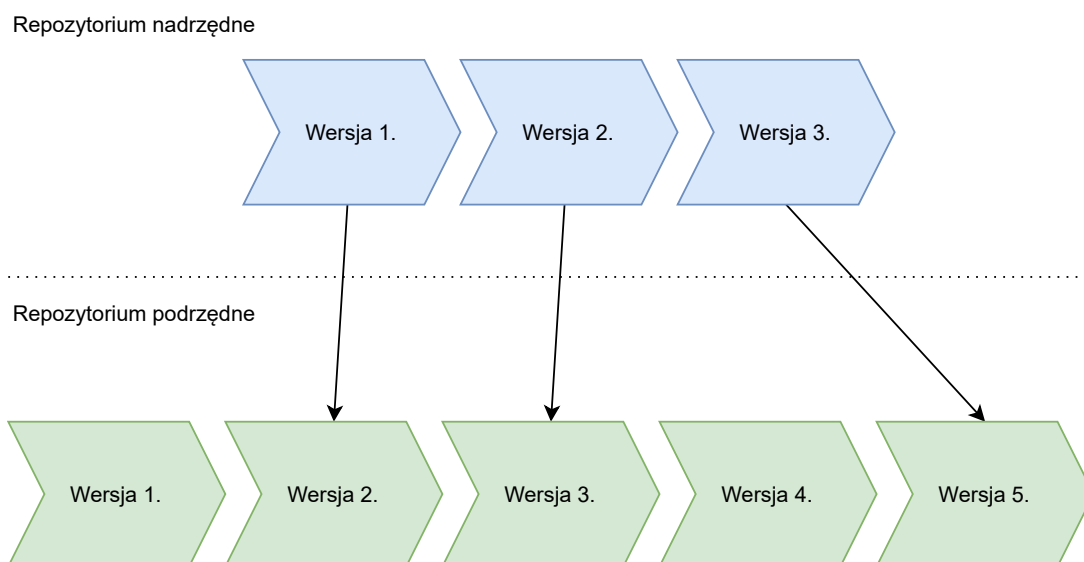 Repozytorium nadrzędne
Wersja 1.
Wersja 2.
Wersja 3.
Repozytorium podrzędne
Wersja 1.
Wersja 2.
Wersja 3.
Wersja 4.
Wersja 5.